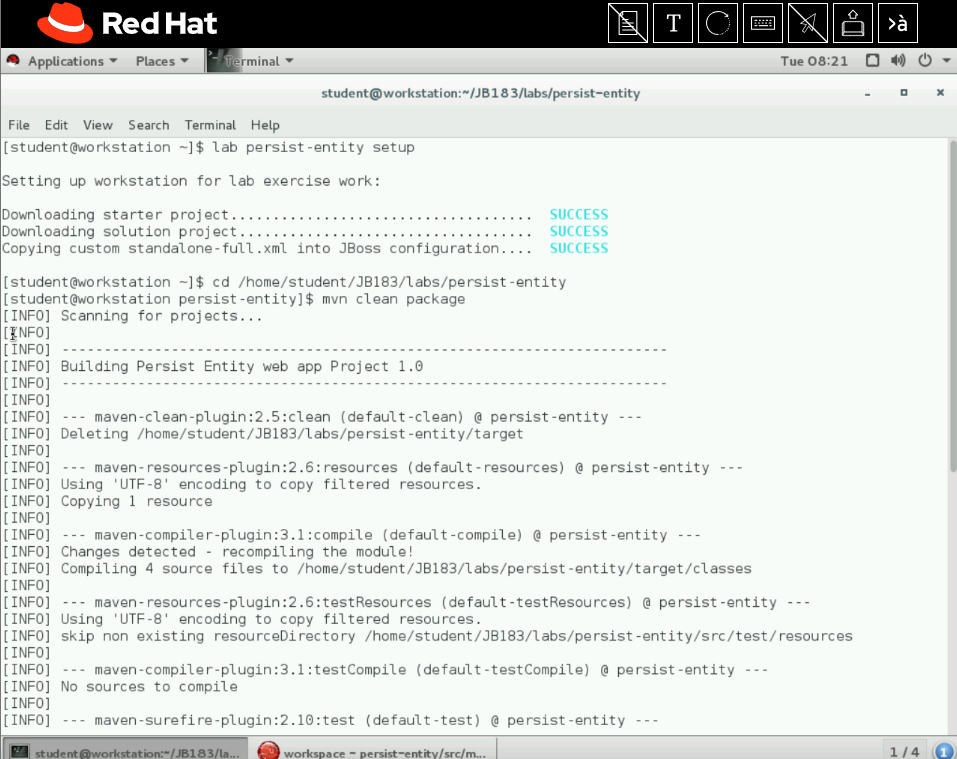 Red Hat
T
>à
Applications Places Terminal Tue 08:21
student@workstation:~/JB183/labs/persist-entity
File Edit View Search Terminal Help
[student@workstation ~]$ lab persist-entity setup
Setting up workstation for lab exercise work:
Downloading starter project.................................... SUCCESS
Downloading solution project................................... SUCCESS
Copying custom standalone-full.xml into JBoss configuration.... SUCCESS
[student@workstation ~]$ cd /home/student/JB183/labs/persist-entity
[student@workstation persist-entity]$ mvn clean package
[INFO] Scanning for projects...
[INFO]
[INFO] ------------------------------------------------------------------------
[INFO] Building Persist Entity web app Project 1.0
[INFO] ------------------------------------------------------------------------
[INFO]
[INFO] --- maven-clean-plugin:2.5:clean (default-clean) @ persist-entity ---
[INFO] Deleting /home/student/JB183/labs/persist-entity/target
[INFO]
[INFO] --- maven-resources-plugin:2.6:resources (default-resources) @ persist-entity ---
[INFO] Using 'UTF-8' encoding to copy filtered resources.
[INFO] Copying 1 resource
[INFO]
[INFO] --- maven-compiler-plugin:3.1:compile (default-compile) @ persist-entity ---
[INFO] Changes detected - recompiling the module!
[INFO] Compiling 4 source files to /home/student/JB183/labs/persist-entity/target/classes
[INFO]
[INFO] --- maven-resources-plugin:2.6:testResources (default-testResources) @ persist-entity ---
[INFO] Using 'UTF-8' encoding to copy filtered resources.
[INFO] skip non existing resourceDirectory /home/student/JB183/labs/persist-entity/src/test/resources
[INFO]
[INFO] --- maven-compiler-plugin:3.1:testCompile (default-testCompile) @ persist-entity ---
[INFO] No sources to compile
[INFO]
[INFO] --- maven-surefire-plugin:2.10:test (default-test) @ persist-entity ---
student@workstation:~/JB183/la... workspace - persist-entity/src/m... 1 / 4 1